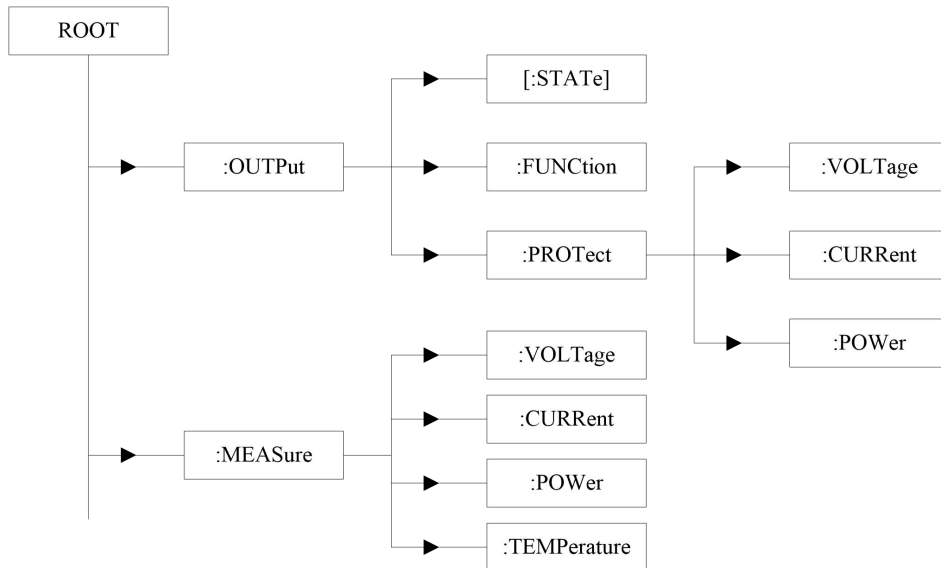 ROOT
:OUTPut
[:STATe]
:FUNCtion
:PROTect
:VOLTage
:CURRent
:POWer
:MEASure
:VOLTage
:CURRent
:POWer
:TEMPerature